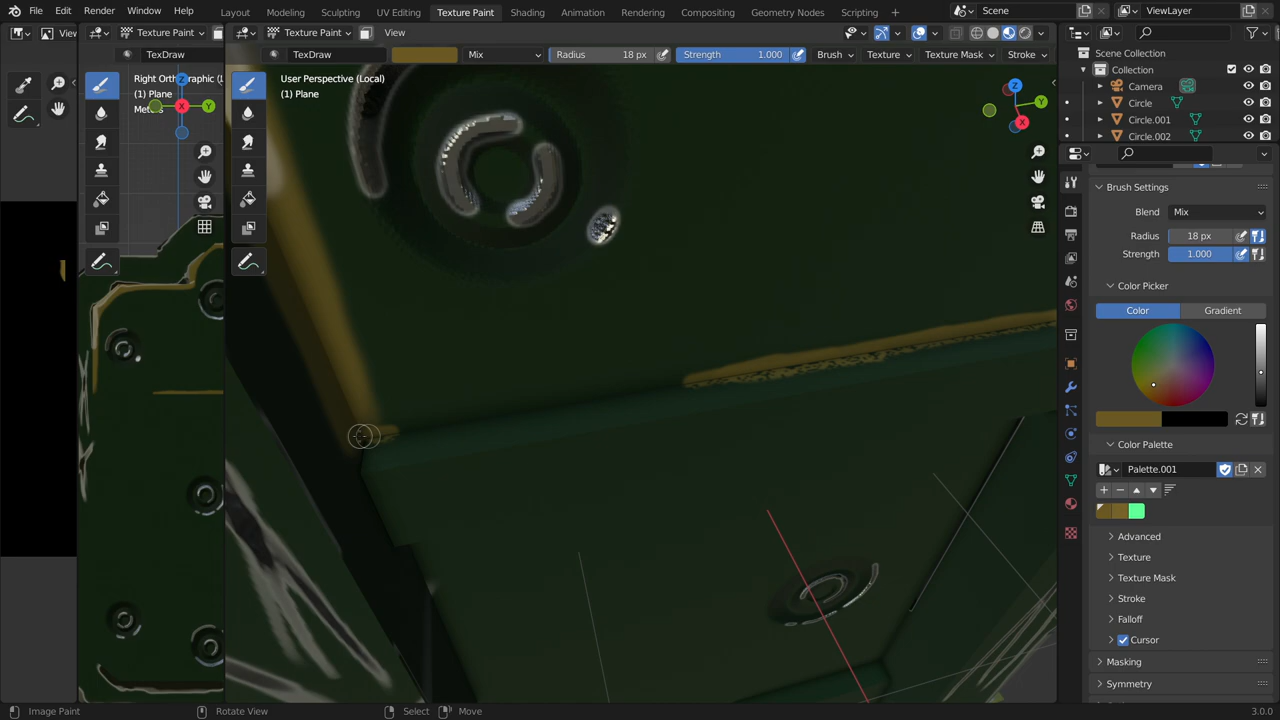 File Edit Render Window Help Layout Modeling Sculpting UV Editing Texture Paint Shading Animation Rendering Compositing Geometry Nodes Scripting Scene ViewLayer
Texture Paint Texture Paint View
TexDraw TexDraw Mix Radius 18 px Strength 1.000 Brush Texture Texture Mask Stroke
Scene Collection
Collection
Camera
Circle
Circle.001
Circle.002
User Perspective (Local)
(1) Plane
(1) Plane
X Y Z
X Y Z
Brush Settings
Blend Mix
Radius 18 px
Strength 1.000
Color Picker
Color Gradient
Color Palette
Palette.001
Advanced
Texture
Texture Mask
Stroke
Falloff
Cursor
Masking
Symmetry
Image Paint Rotate View Select Move 3.0.0